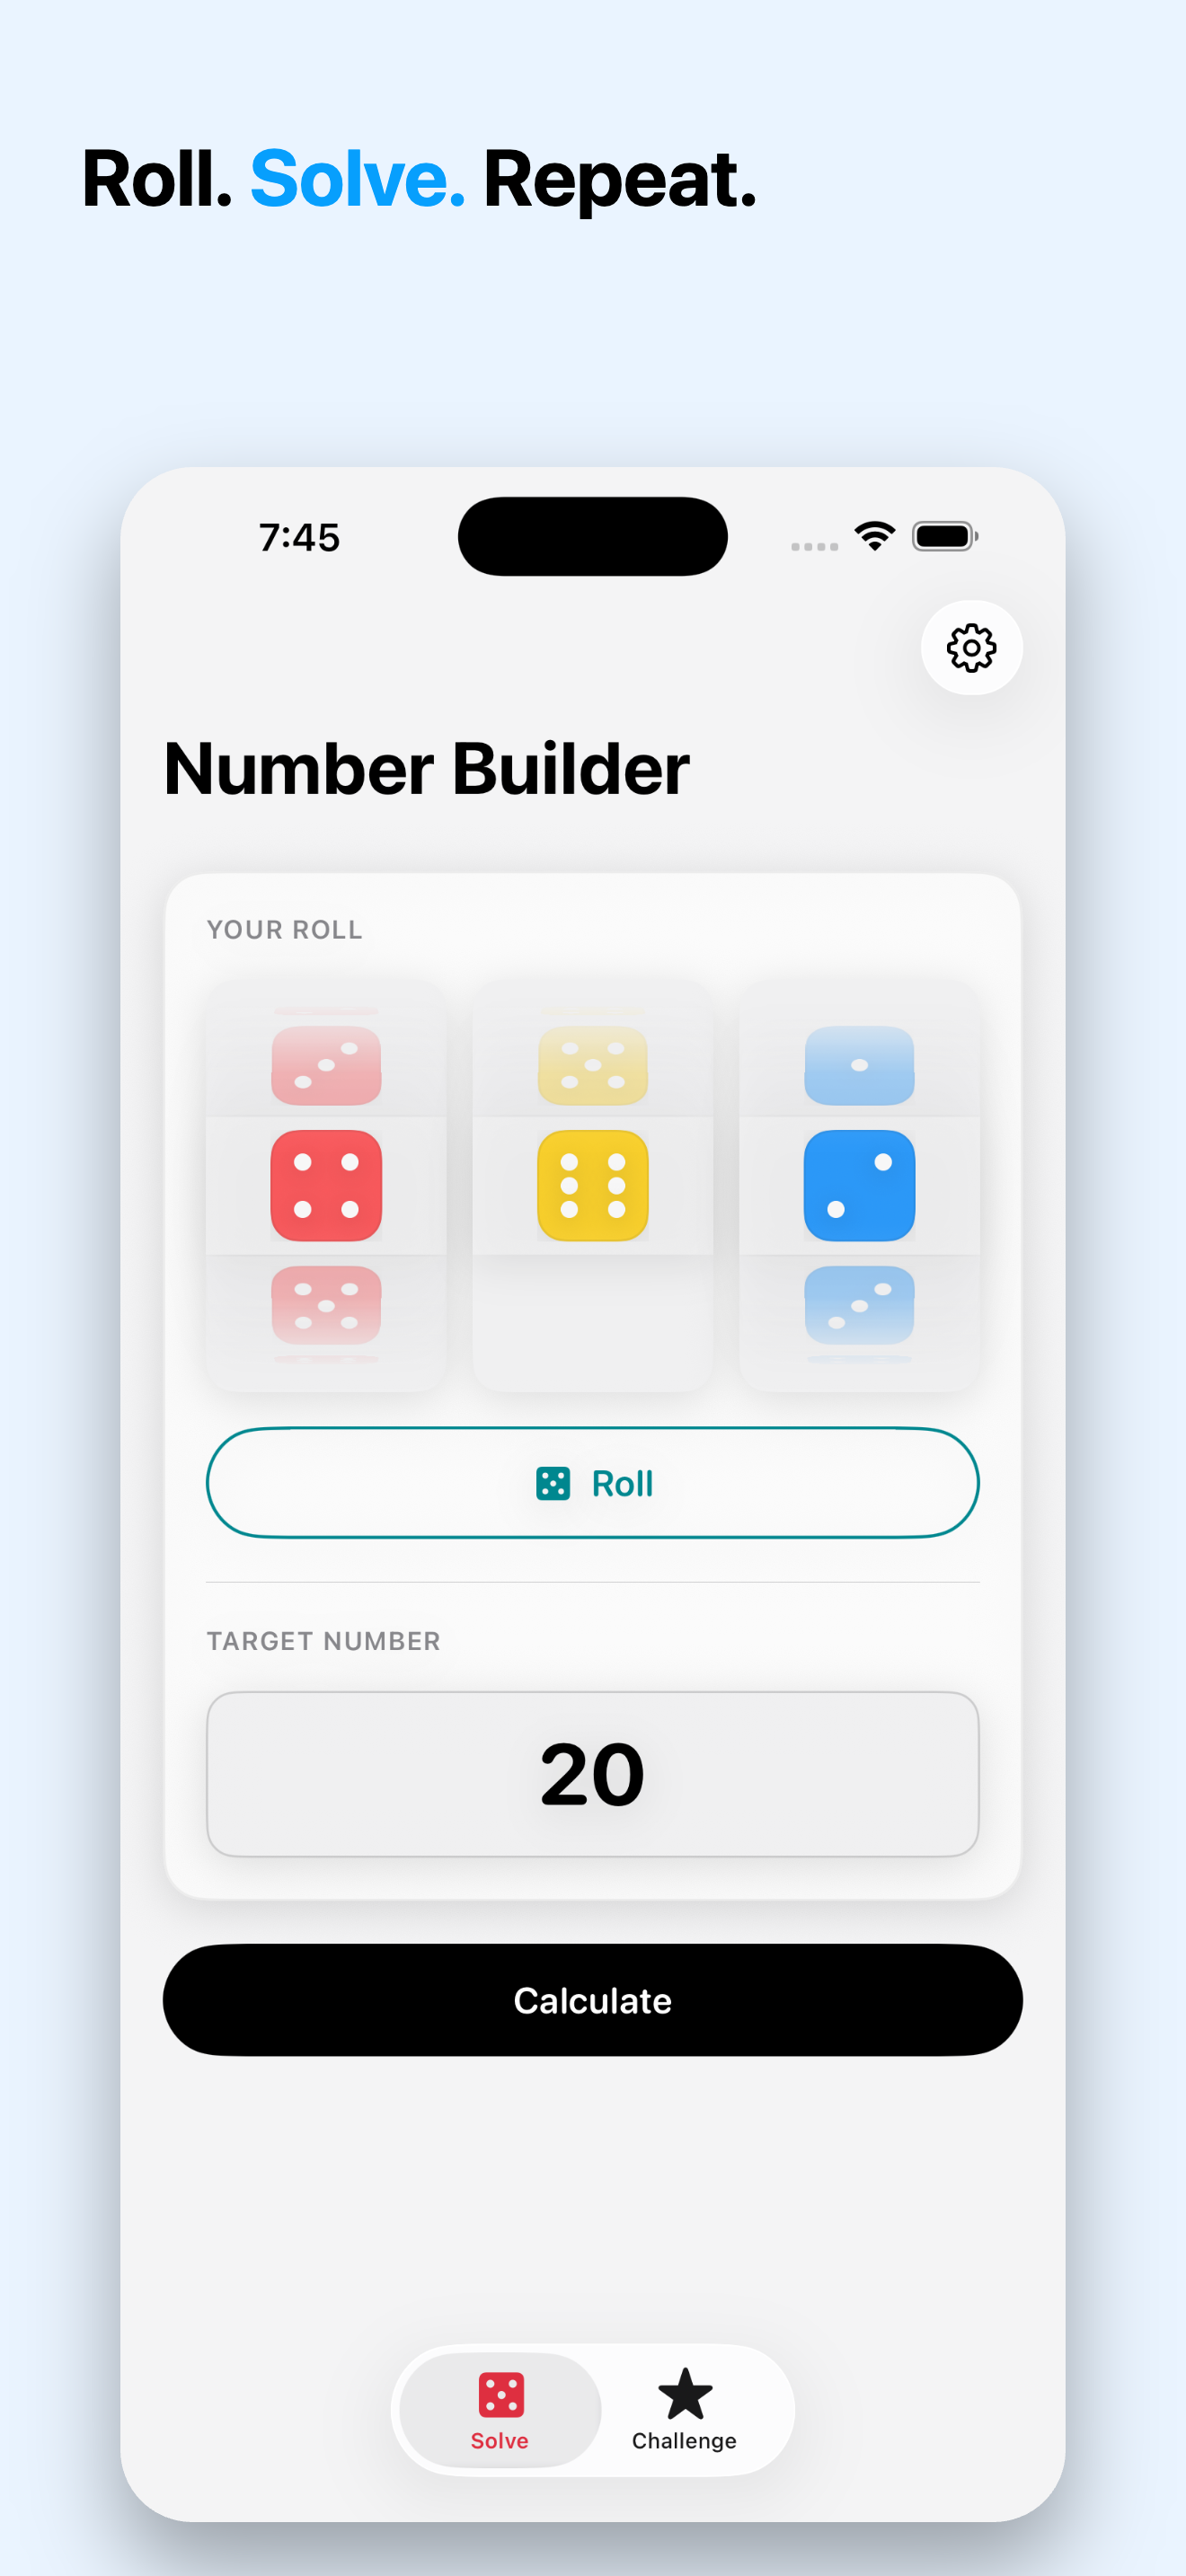 Roll. Solve. Repeat.
7:45
Number Builder
YOUR ROLL
Roll
TARGET NUMBER
20
Calculate
Solve
Challenge